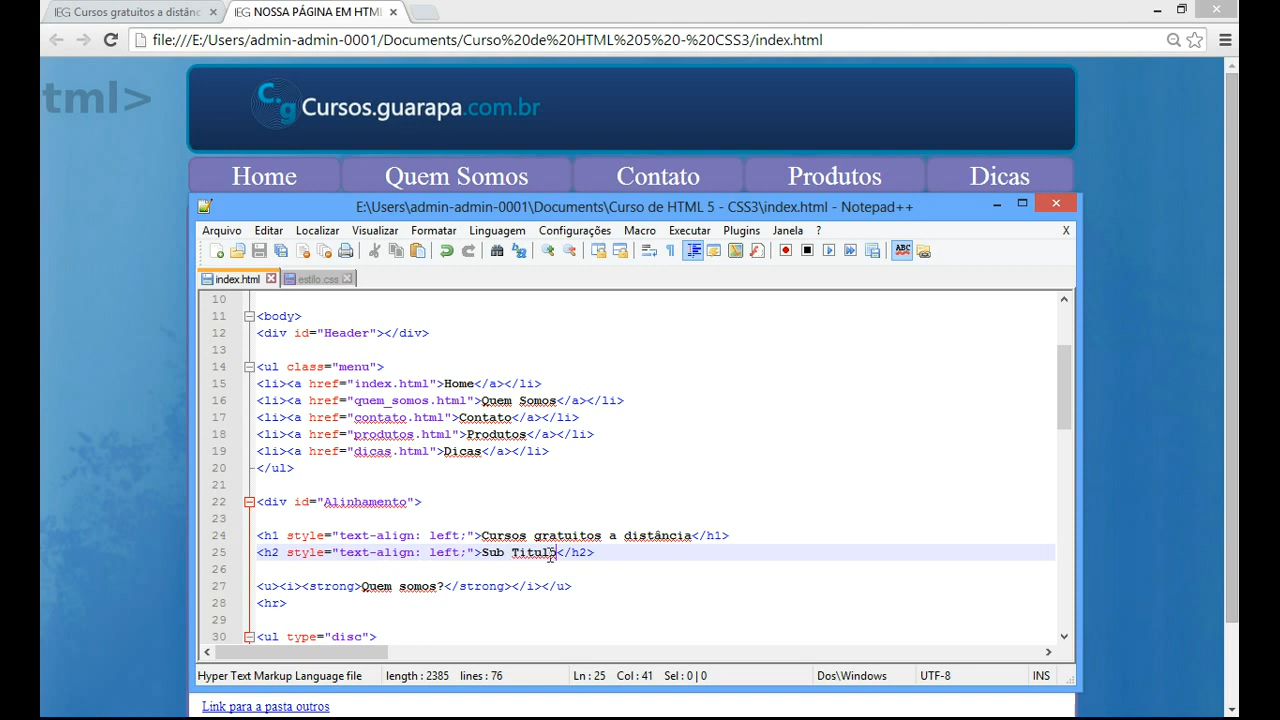 IEG Cursos gratuitos a distânc
IEG NOSSA PÁGINA EM HTM
file:///E:/Users/admin-admin-0001/Documents/Curso%20de%20HTML%205%20-%20CSS3/index.html
tml>
C.g Cursos.guarapa.com.br
Home Quem Somos Contato Produtos Dicas
E:\Users\admin-admin-0001\Documents\Curso de HTML 5 - CSS3\index.html - Notepad++
Arquivo Editar Localizar Visualizar Formatar Linguagem Configurações Macro Executar Plugins Janela ? X
index.html estilo.css
10
11 <body>
12 <div id="Header"></div>
13
14 <ul class="menu">
15 <li><a href="index.html">Home</a></li>
16 <li><a href="quem_somos.html">Quem Somos</a></li>
17 <li><a href="contato.html">Contato</a></li>
18 <li><a href="produtos.html">Produtos</a></li>
19 <li><a href="dicas.html">Dicas</a></li>
20 </ul>
21
22 <div id="Alinhamento">
23
24 <h1 style="text-align: left;">Cursos gratuitos a distância</h1>
25 <h2 style="text-align: left;">Sub Titulo</h2>
26
27 <u><i><strong>Quem somos?</strong></i></u>
28 <hr>
29
30 <ul type="disc">
Hyper Text Markup Language file length : 2385 lines : 76 Ln : 25 Col : 41 Sel : 0 | 0 Dos\Windows UTF-8 INS
Link para a pasta outros